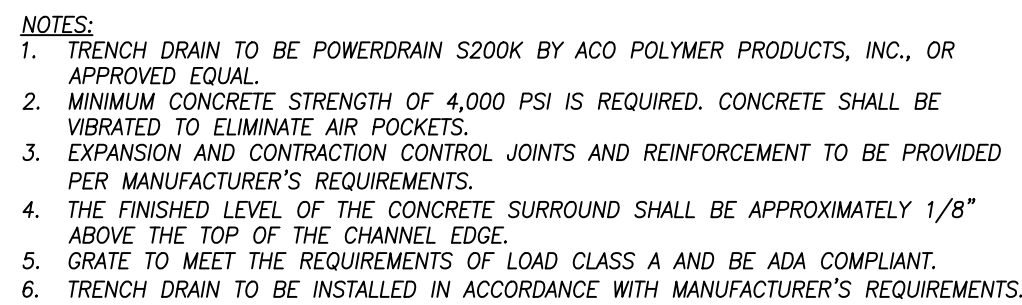 NOTES:
1. TRENCH DRAIN TO BE POWERDRAIN S200K BY ACO POLYMER PRODUCTS, INC., OR
APPROVED EQUAL.
2. MINIMUM CONCRETE STRENGTH OF 4,000 PSI IS REQUIRED. CONCRETE SHALL BE
VIBRATED TO ELIMINATE AIR POCKETS.
3. EXPANSION AND CONTRACTION CONTROL JOINTS AND REINFORCEMENT TO BE PROVIDED
PER MANUFACTURER'S REQUIREMENTS.
4. THE FINISHED LEVEL OF THE CONCRETE SURROUND SHALL BE APPROXIMATELY 1/8"
ABOVE THE TOP OF THE CHANNEL EDGE.
5. GRATE TO MEET THE REQUIREMENTS OF LOAD CLASS A AND BE ADA COMPLIANT.
6. TRENCH DRAIN TO BE INSTALLED IN ACCORDANCE WITH MANUFACTURER'S REQUIREMENTS.